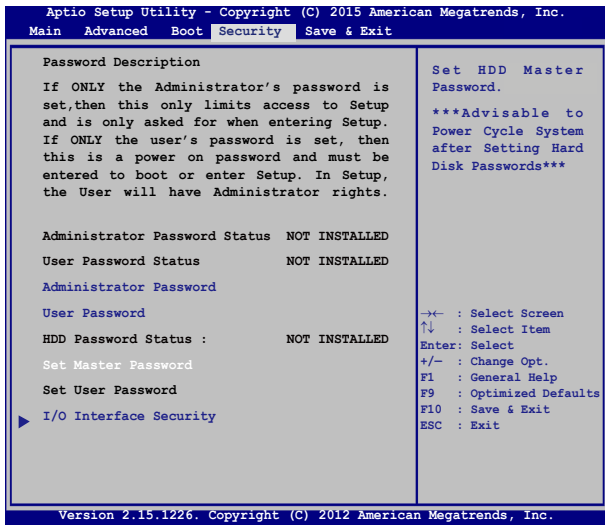 Aptio Setup Utility - Copyright (C) 2015 American Megatrends, Inc.
Main Advanced Boot Security Save & Exit
Password Description
If ONLY the Administrator's password is
set,then this only limits access to Setup
and is only asked for when entering Setup.
If ONLY the user's password is set, then
this is a power on password and must be
entered to boot or enter Setup. In Setup,
the User will have Administrator rights.
Administrator Password Status NOT INSTALLED
User Password Status NOT INSTALLED
Administrator Password
User Password
HDD Password Status : NOT INSTALLED
Set Master Password
Set User Password
I/O Interface Security
Set HDD Master
Password.
***Advisable to
Power Cycle System
after Setting Hard
Disk Passwords***
→← : Select Screen
↑↓ : Select Item
Enter: Select
+/— : Change Opt.
F1 : General Help
F9 : Optimized Defaults
F10 : Save & Exit
ESC : Exit
Version 2.15.1226. Copyright (C) 2012 American Megatrends, Inc.